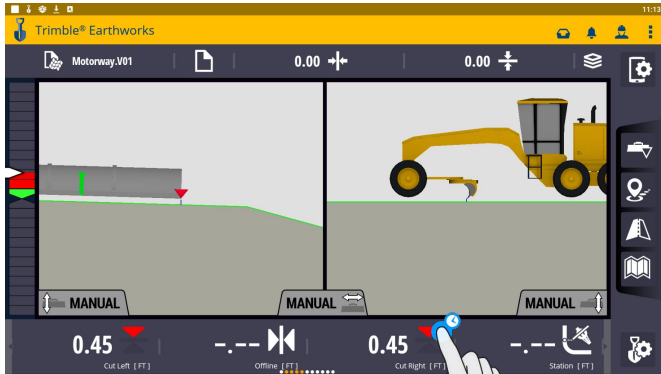 11:13
Trimble® Earthworks
Motorway.V01
0.00
0.00
MANUAL
MANUAL
MANUAL
0.45
-.--
0.45
-.--
Cut Left [FT]
Offline [FT]
Cut Right [FT]
Station [FT]